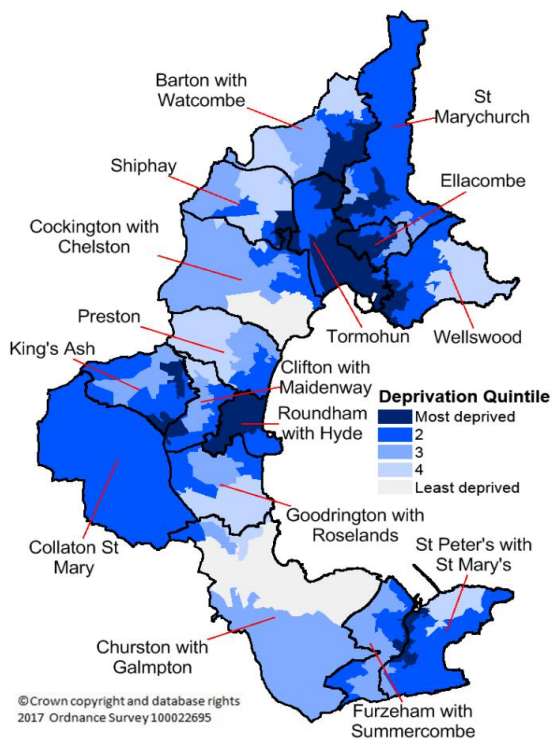 Barton with
Watcombe
St
Marychurch
Shiphay
Ellacombe
Cockington with
Chelston
Preston
Tormohun
Wellswood
King's Ash
Clifton with
Maidenway
Roundham
with Hyde
Deprivation Quintile
Most deprived
2
3
4
Least deprived
Goodrington with
Roselands
Collaton St
Mary
St Peter's with
St Mary's
Churston with
Galmpton
Furzeham with
Summercombe
©Crown copyright and database rights
2017 Ordnance Survey 100022695